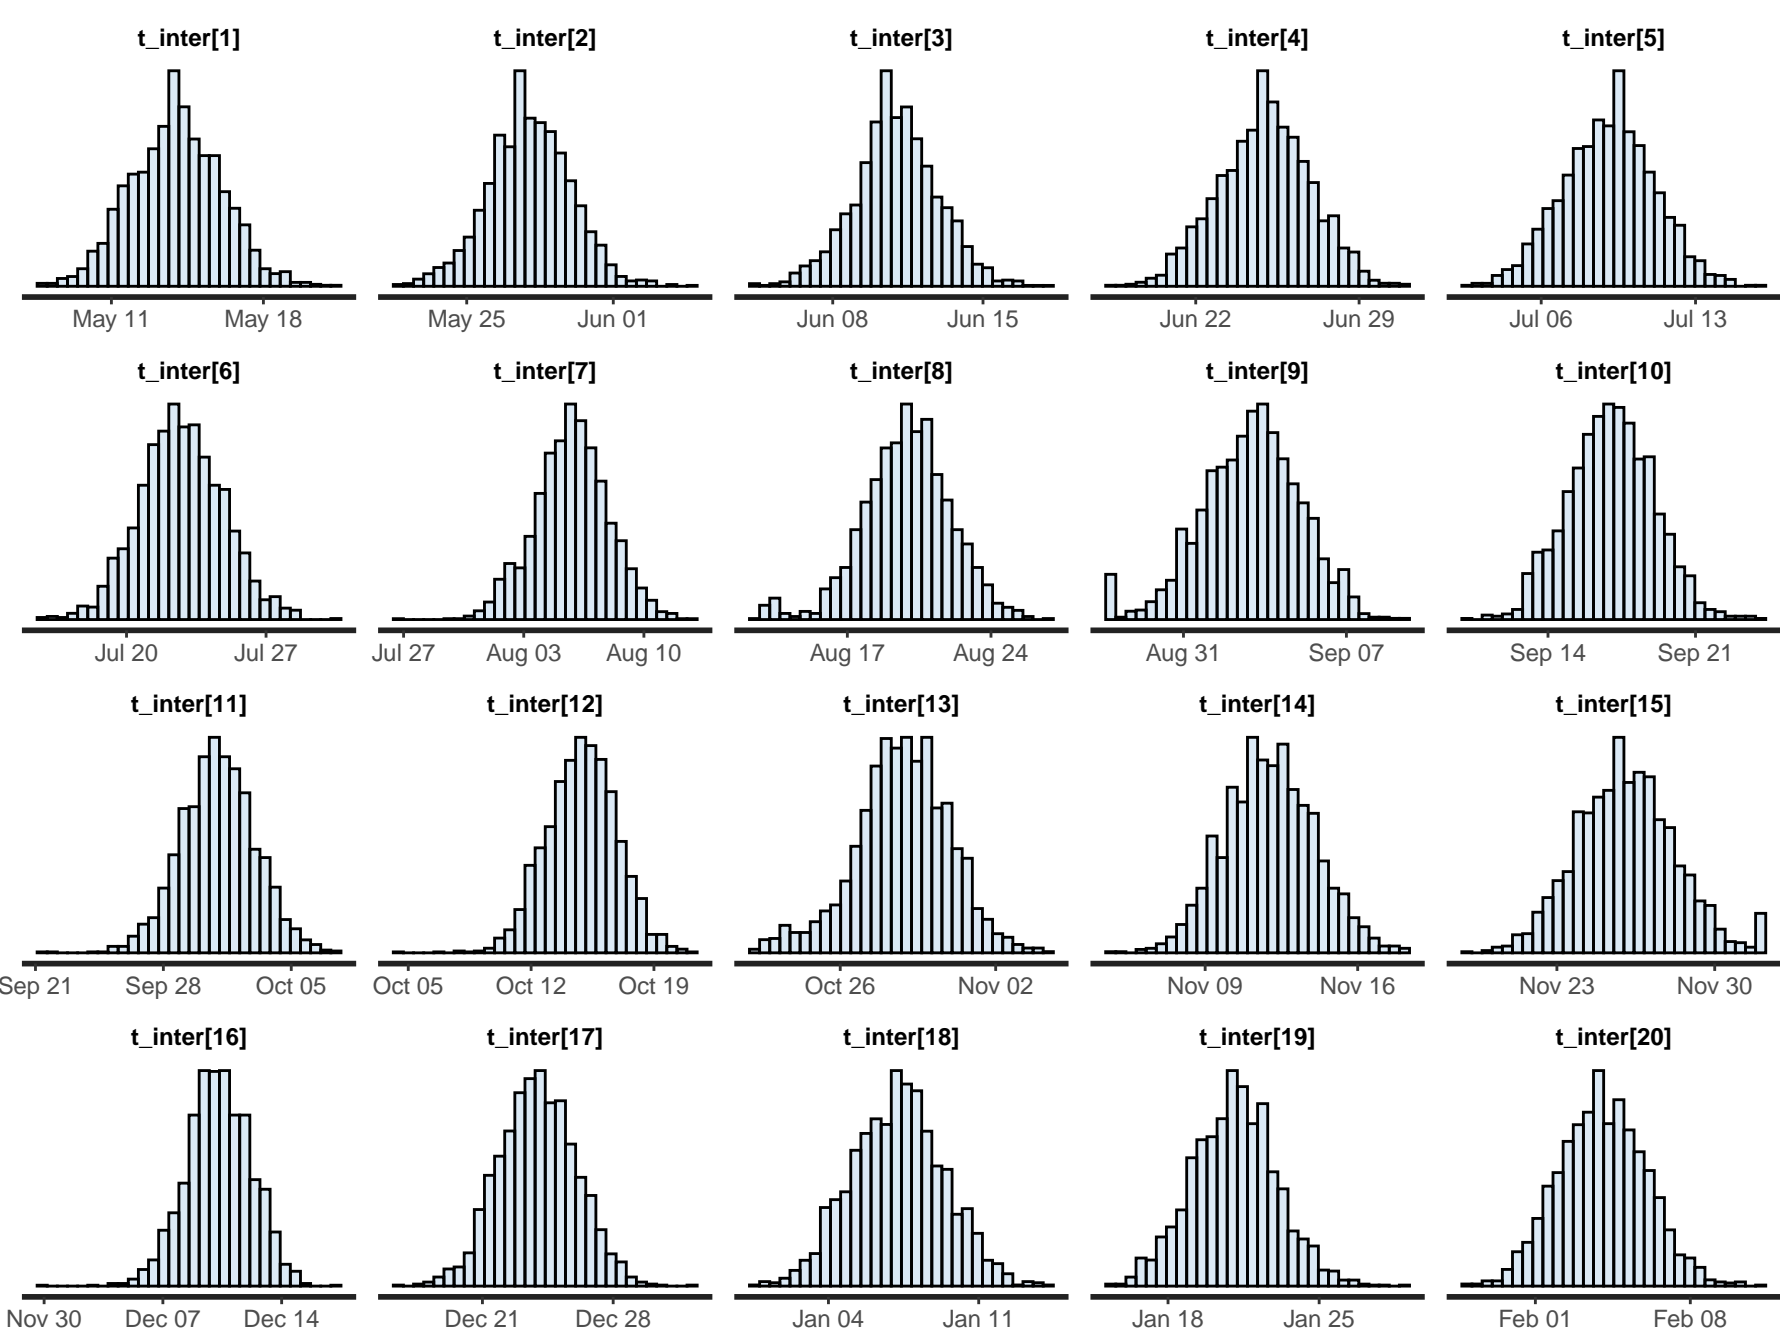 t_inter[1] t_inter[2] t_inter[3] t_inter[4] t_inter[5]
May 11 May 18 May 25 Jun 01 Jun 08 Jun 15 Jun 22 Jun 29 Jul 06 Jul 13
t_inter[6] t_inter[7] t_inter[8] t_inter[9] t_inter[10]
Jul 20 Jul 27 Jul 27 Aug 03 Aug 10 Aug 17 Aug 24 Aug 31 Sep 07 Sep 14 Sep 21
t_inter[11] t_inter[12] t_inter[13] t_inter[14] t_inter[15]
Sep 21 Sep 28 Oct 05 Oct 05 Oct 12 Oct 19 Oct 26 Nov 02 Nov 09 Nov 16 Nov 23 Nov 30
t_inter[16] t_inter[17] t_inter[18] t_inter[19] t_inter[20]
Nov 30 Dec 07 Dec 14 Dec 21 Dec 28 Jan 04 Jan 11 Jan 18 Jan 25 Feb 01 Feb 08